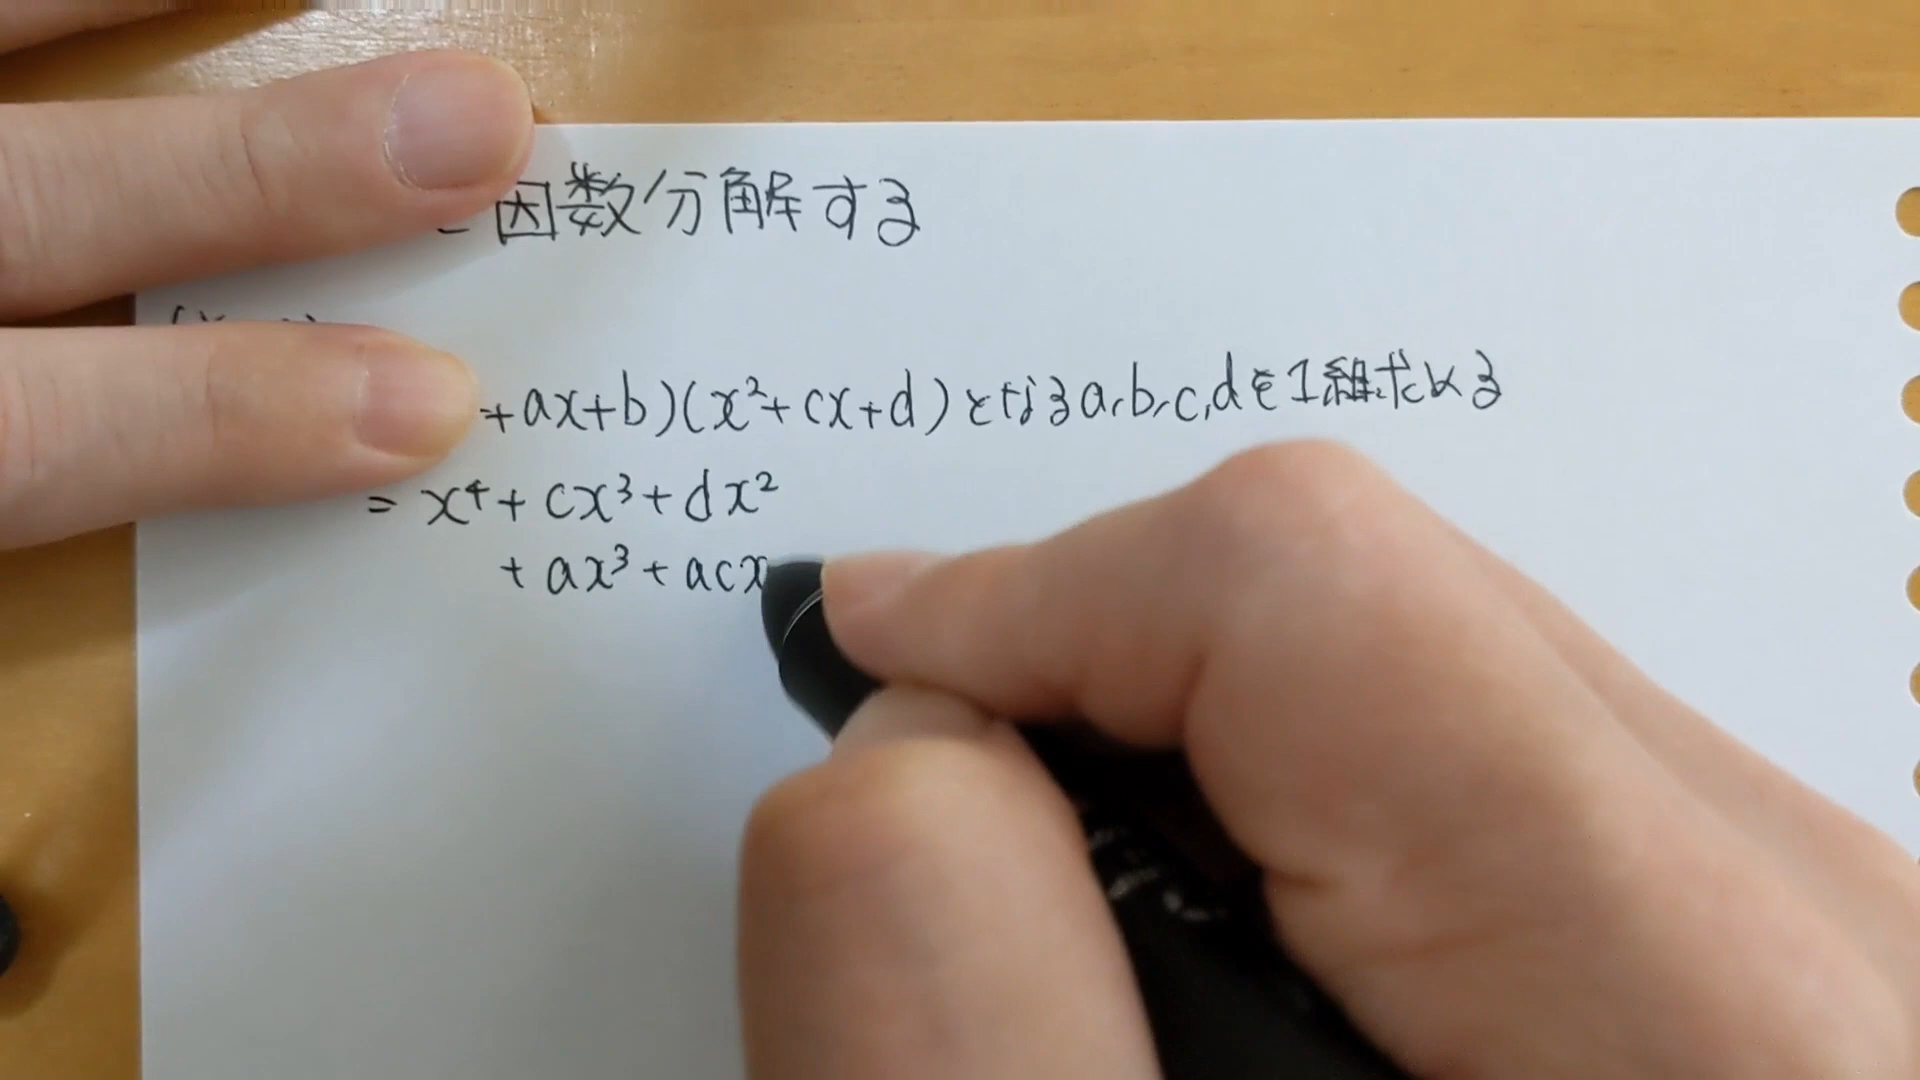 因数分解する
+ax+b)(x²+cx+d)となるa,b,c,dを1組求める
= x⁴+cx³+dx²
+ax³+acx